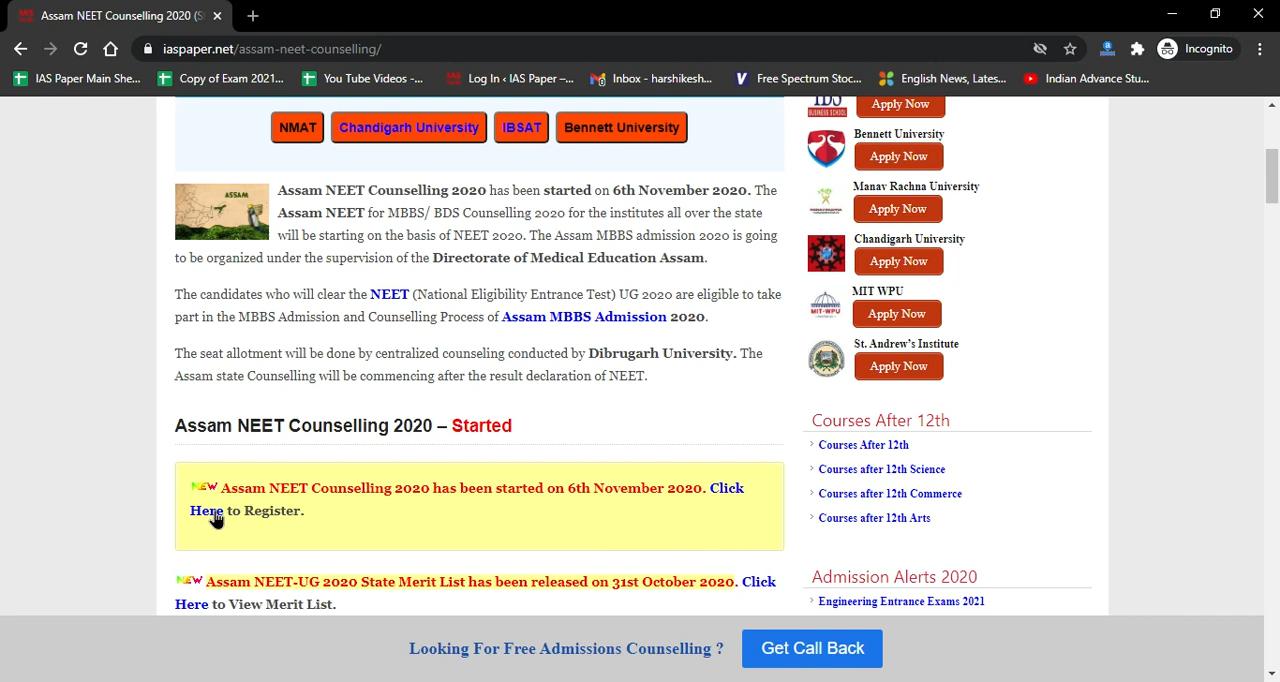 Assam NEET Counselling 2020 (S
iaspaper.net/assam-neet-counselling/
Incognito
IAS Paper Main She...
Copy of Exam 2021...
You Tube Videos -...
Log In ‹ IAS Paper –...
Inbox - harshikesh...
Free Spectrum Stoc...
English News, Lates...
Indian Advance Stu...
NMAT
Chandigarh University
IBSAT
Bennett University
ASSAM
Assam NEET Counselling 2020 has been started on 6th November 2020. The
Assam NEET for MBBS/ BDS Counselling 2020 for the institutes all over the state
will be starting on the basis of NEET 2020. The Assam MBBS admission 2020 is going
to be organized under the supervision of the Directorate of Medical Education Assam.
The candidates who will clear the NEET (National Eligibility Entrance Test) UG 2020 are eligible to take
part in the MBBS Admission and Counselling Process of Assam MBBS Admission 2020.
The seat allotment will be done by centralized counseling conducted by Dibrugarh University. The
Assam state Counselling will be commencing after the result declaration of NEET.
Assam NEET Counselling 2020 – Started
NEW Assam NEET Counselling 2020 has been started on 6th November 2020. Click
Here to Register.
NEW Assam NEET-UG 2020 State Merit List has been released on 31st October 2020. Click
Here to View Merit List.
BUSINESS SCHOOL
Apply Now
Bennett University
Apply Now
Manav Rachna University
Apply Now
Chandigarh University
Apply Now
MIT WPU
MIT-WPU
Apply Now
St. Andrew's Institute
Apply Now
Courses After 12th
Courses After 12th
Courses after 12th Science
Courses after 12th Commerce
Courses after 12th Arts
Admission Alerts 2020
Engineering Entrance Exams 2021
Looking For Free Admissions Counselling ?
Get Call Back